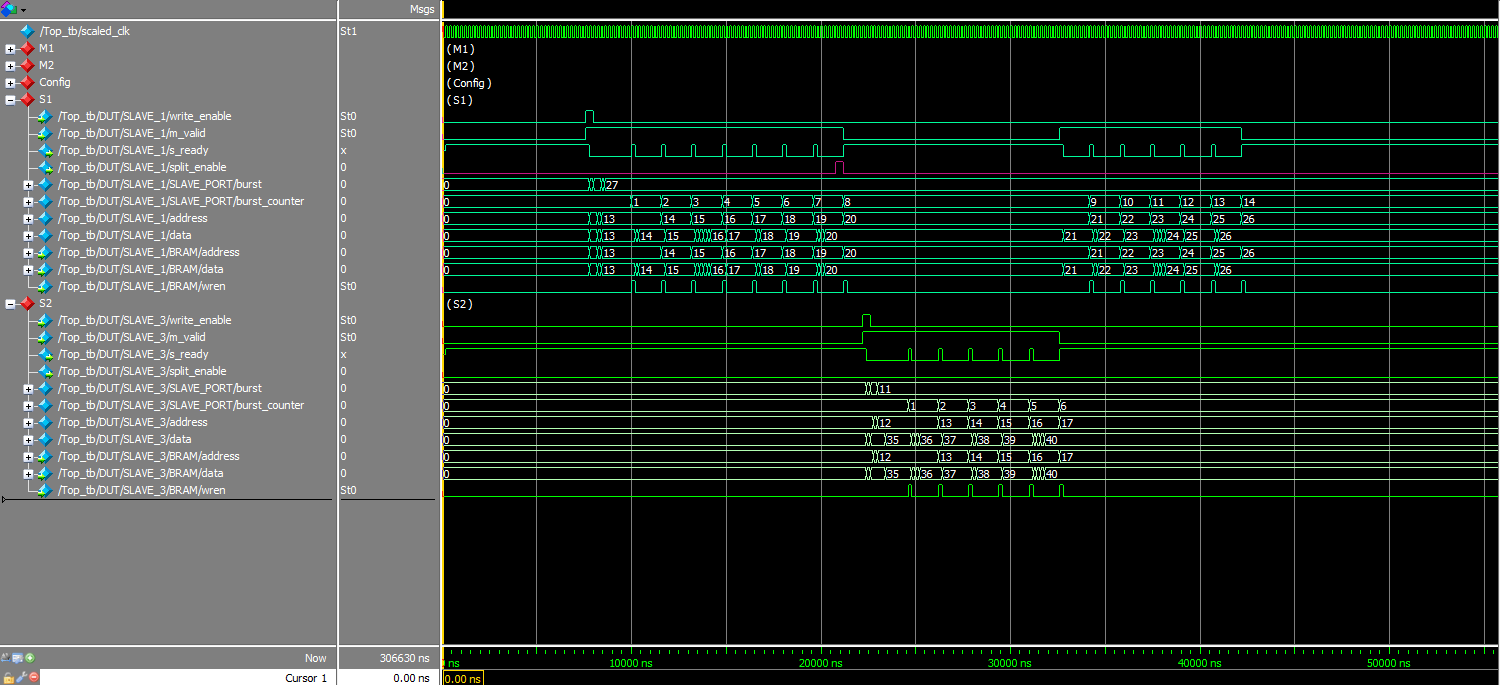 Msgs
/Top_tb/scaled_clk St1
M1 (M1)
M2 (M2)
Config (Config)
S1 (S1)
/Top_tb/DUT/SLAVE_1/write_enable St0
/Top_tb/DUT/SLAVE_1/m_valid St0
/Top_tb/DUT/SLAVE_1/s_ready x
/Top_tb/DUT/SLAVE_1/split_enable 0
/Top_tb/DUT/SLAVE_1/SLAVE_PORT/burst 0 0 27
/Top_tb/DUT/SLAVE_1/SLAVE_PORT/burst_counter 0 0 1 2 3 4 5 6 7 8 9 10 11 12 13 14
/Top_tb/DUT/SLAVE_1/address 0 0 13 14 15 16 17 18 19 20 21 22 23 24 25 26
/Top_tb/DUT/SLAVE_1/data 0 0 13 14 15 16 17 18 19 20 21 22 23 24 25 26
/Top_tb/DUT/SLAVE_1/BRAM/address 0 0 13 14 15 16 17 18 19 20 21 22 23 24 25 26
/Top_tb/DUT/SLAVE_1/BRAM/data 0 0 13 14 15 16 17 18 19 20 21 22 23 24 25 26
/Top_tb/DUT/SLAVE_1/BRAM/wren St0
S2 (S2)
/Top_tb/DUT/SLAVE_3/write_enable St0
/Top_tb/DUT/SLAVE_3/m_valid St0
/Top_tb/DUT/SLAVE_3/s_ready x
/Top_tb/DUT/SLAVE_3/split_enable 0
/Top_tb/DUT/SLAVE_3/SLAVE_PORT/burst 0 0 11
/Top_tb/DUT/SLAVE_3/SLAVE_PORT/burst_counter 0 0 1 2 3 4 5 6
/Top_tb/DUT/SLAVE_3/address 0 0 12 13 14 15 16 17
/Top_tb/DUT/SLAVE_3/data 0 0 35 36 37 38 39 40
/Top_tb/DUT/SLAVE_3/BRAM/address 0 0 12 13 14 15 16 17
/Top_tb/DUT/SLAVE_3/BRAM/data 0 0 35 36 37 38 39 40
/Top_tb/DUT/SLAVE_3/BRAM/wren St0
Now 306630 ns ns 10000 ns 20000 ns 30000 ns 40000 ns 50000 ns
Cursor 1 0.00 ns 0.00 ns